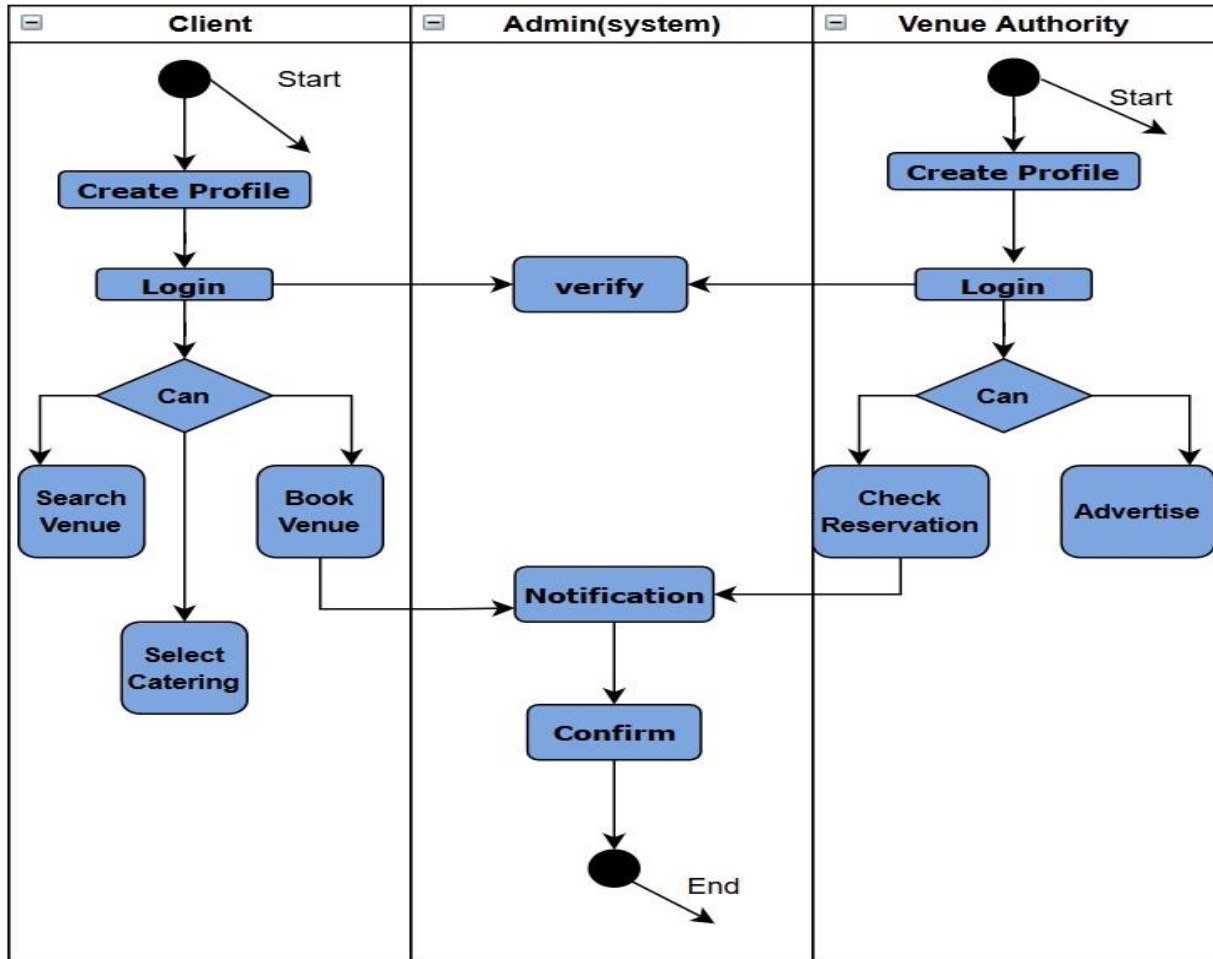 Client
Admin(system)
Venue Authority
Start
Start
Create Profile
Create Profile
Login
verify
Login
Can
Can
Search
Venue
Book
Venue
Check
Reservation
Advertise
Notification
Select
Catering
Confirm
End